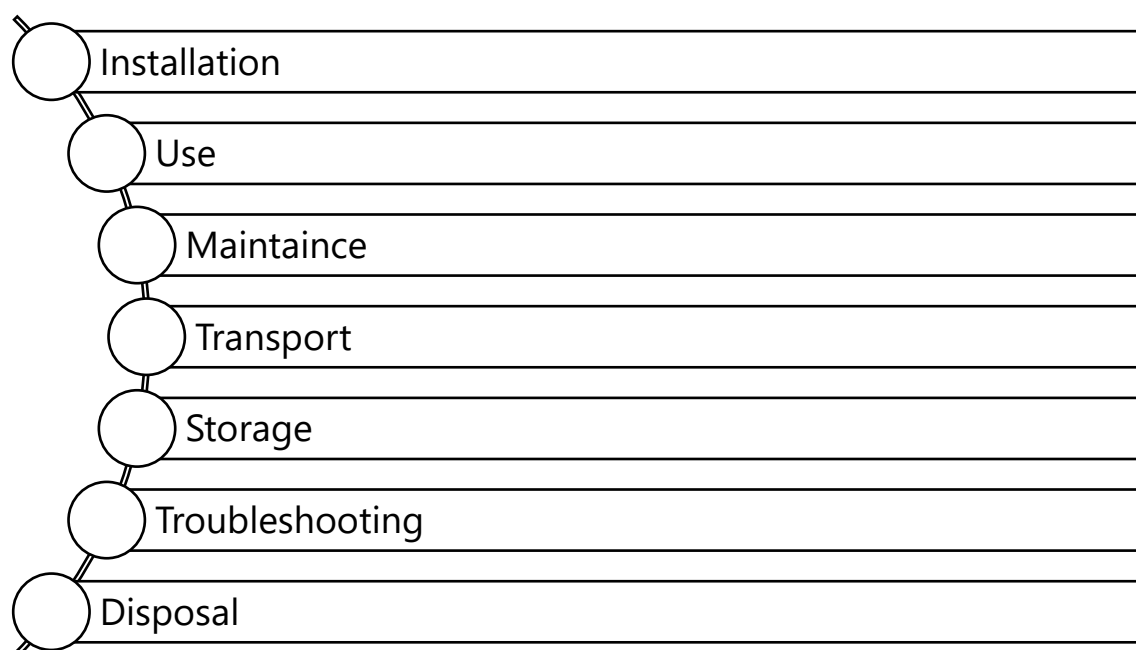 Installation
Use
Maintaince
Transport
Storage
Troubleshooting
Disposal